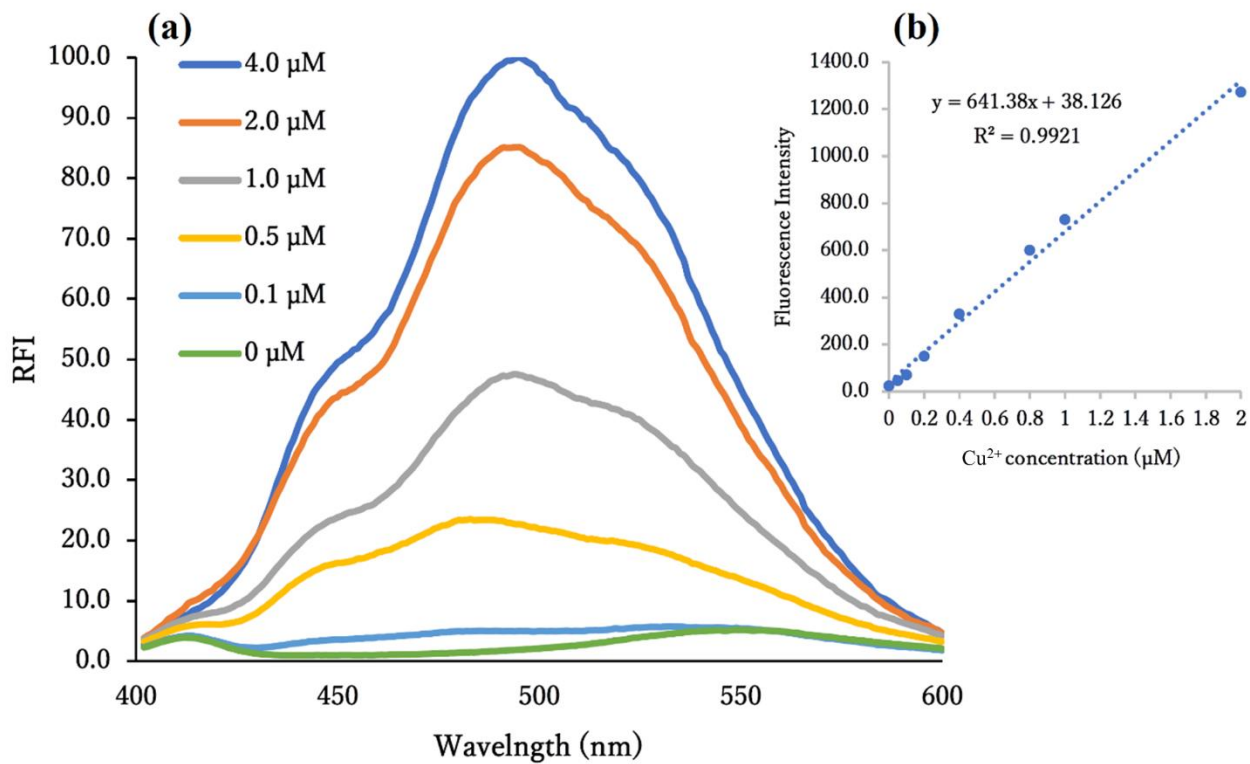 (a)
100.0
90.0
80.0
70.0
60.0
50.0
40.0
30.0
20.0
10.0
0.0
RFI
4.0 μM
2.0 μM
1.0 μM
0.5 μM
0.1 μM
0 μM
400
450
500
550
600
Wavelngth (nm)
(b)
1400.0
1200.0
1000.0
800.0
600.0
400.0
200.0
0.0
Fluorescence Intensity
y = 641.38x + 38.126
R² = 0.9921
0 0.2 0.4 0.6 0.8 1 1.2 1.4 1.6 1.8 2
Cu²⁺ concentration (μM)